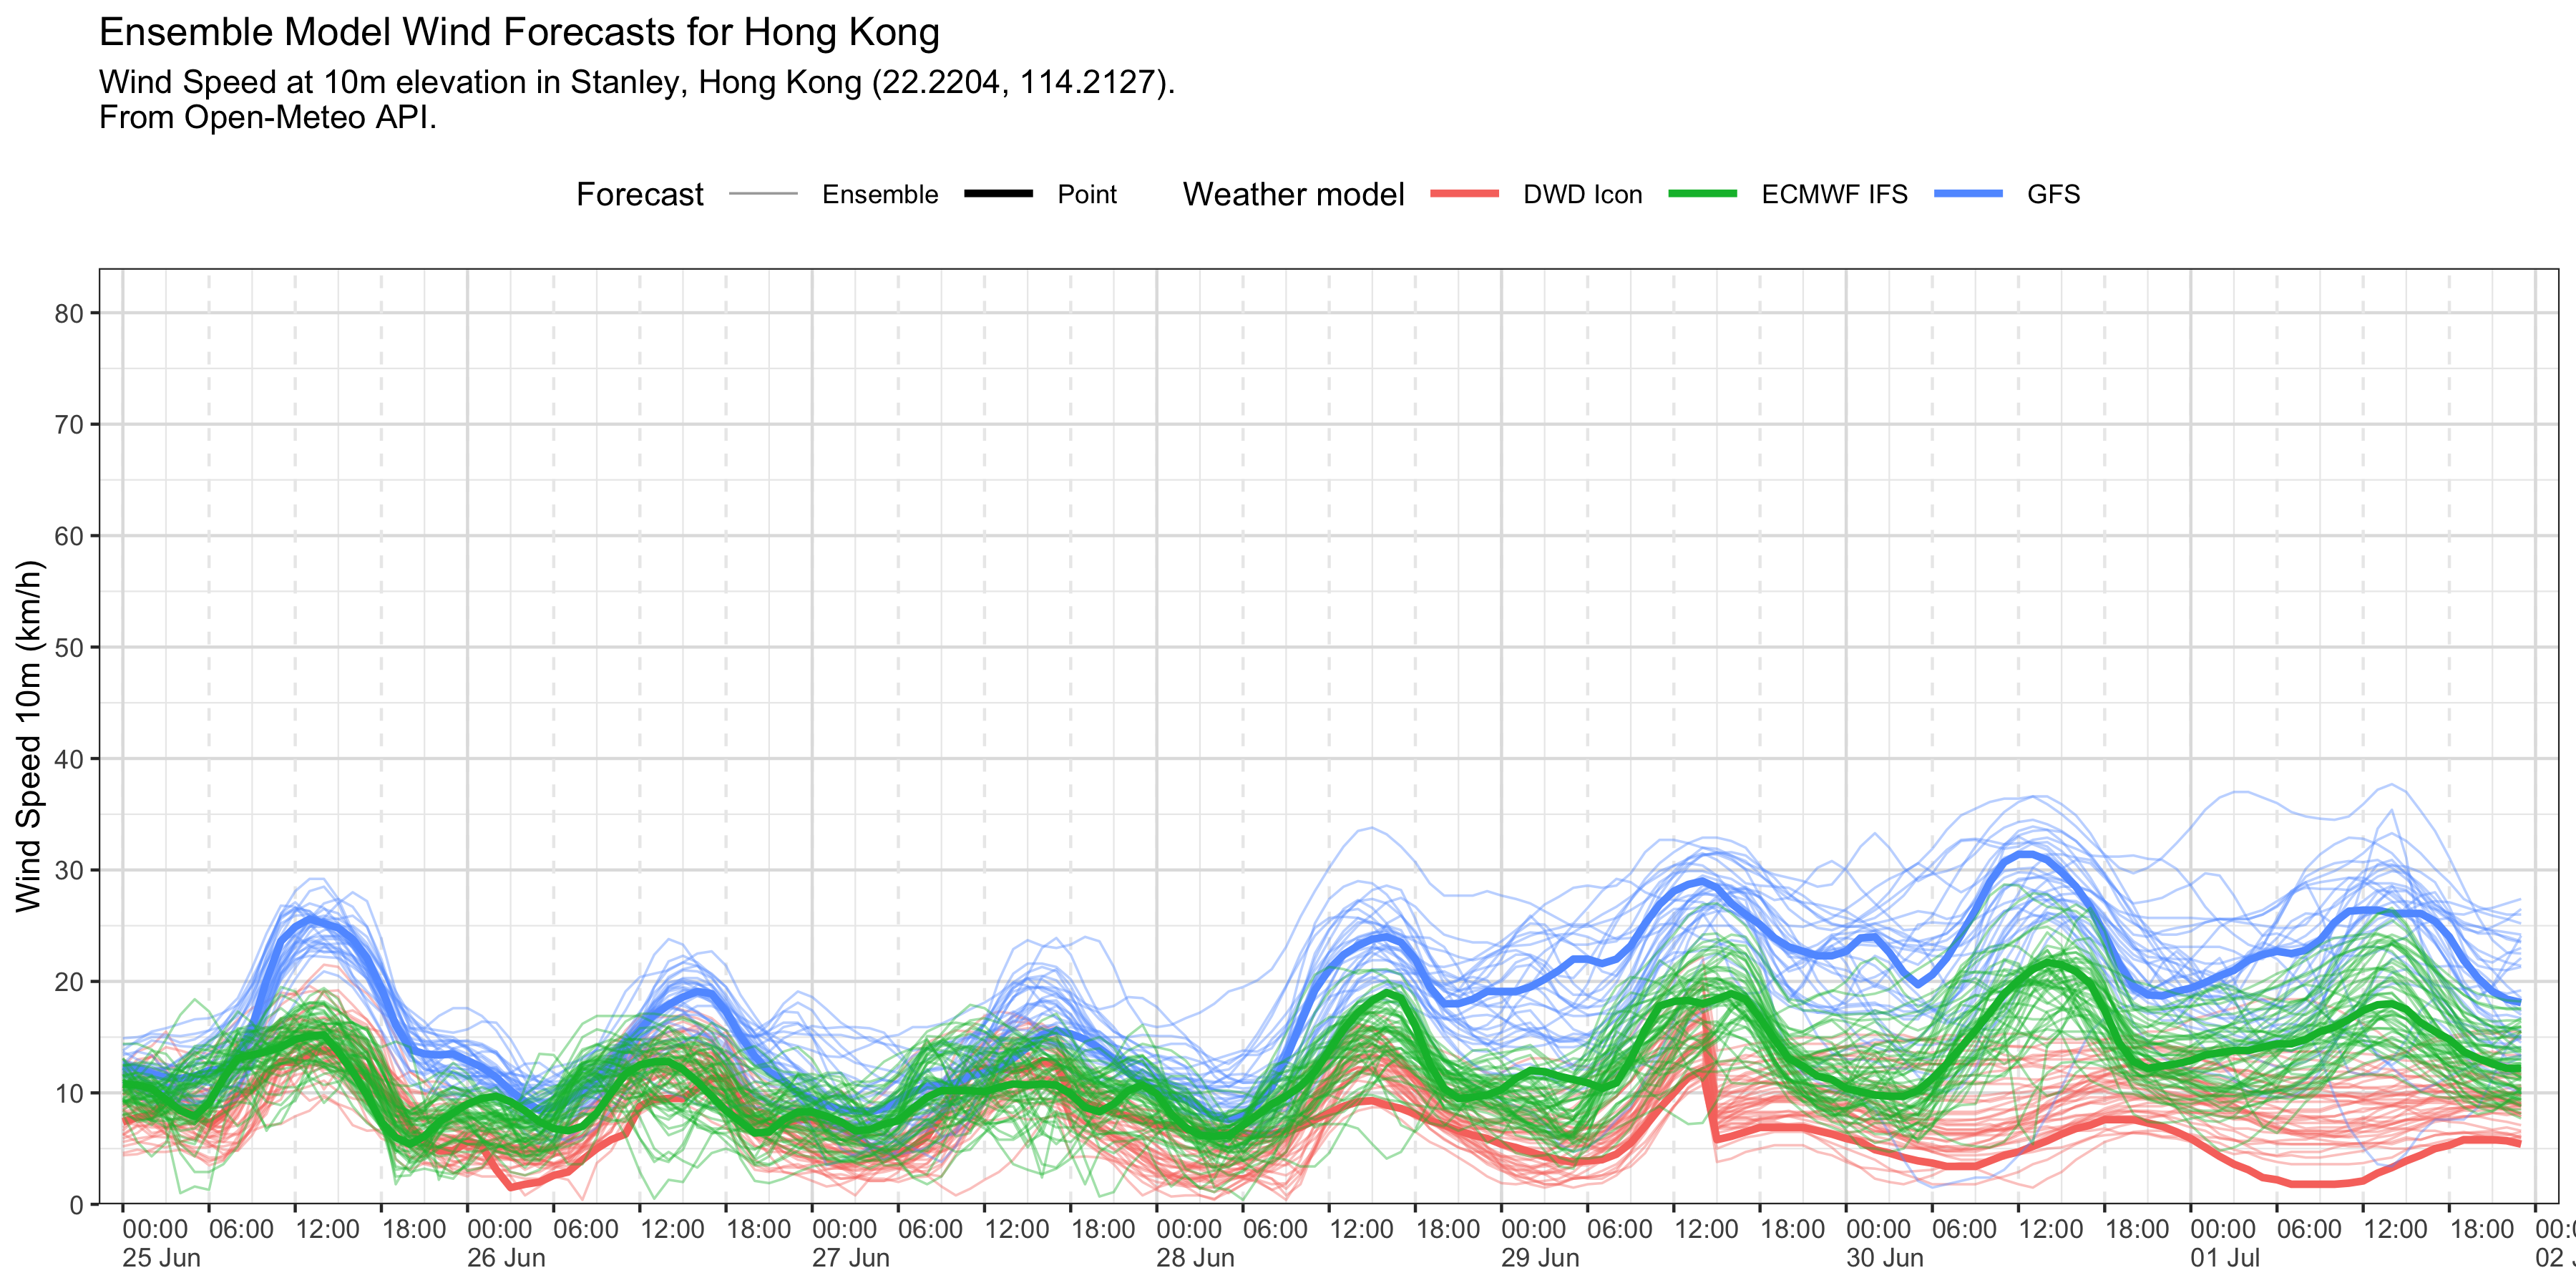 Ensemble Model Wind Forecasts for Hong Kong
Wind Speed at 10m elevation in Stanley, Hong Kong (22.2204, 114.2127).
From Open-Meteo API.
Forecast Ensemble Point Weather model DWD Icon ECMWF IFS GFS
Wind Speed 10m (km/h)
80
70
60
50
40
30
20
10
0
00:00 06:00 12:00 18:00 00:00 06:00 12:00 18:00 00:00 06:00 12:00 18:00 00:00 06:00 12:00 18:00 00:00 06:00 12:00 18:00 00:00 06:00 12:00 18:00 00:00 06:00 12:00 18:00 00:0
25 Jun 26 Jun 27 Jun 28 Jun 29 Jun 30 Jun 01 Jul 02